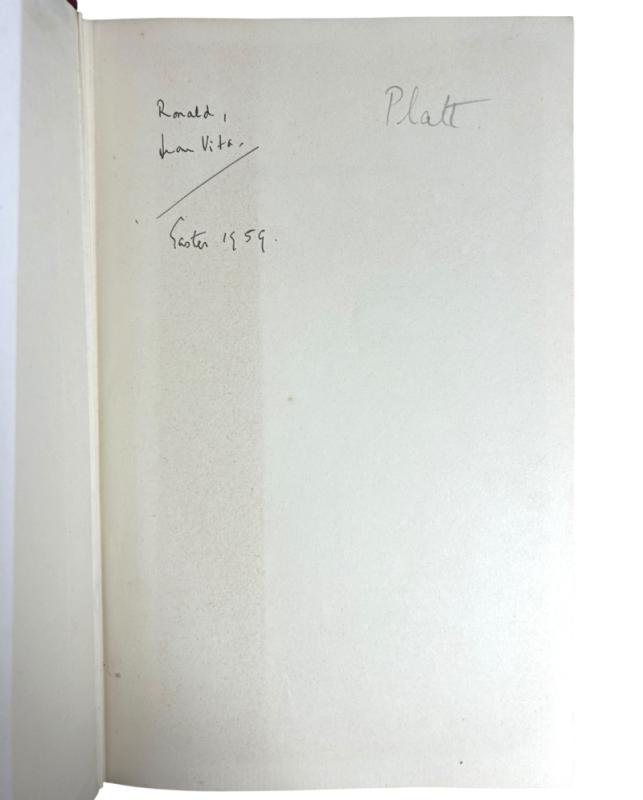 Ronald,
from Vita.
Easter 1959.
Platt.